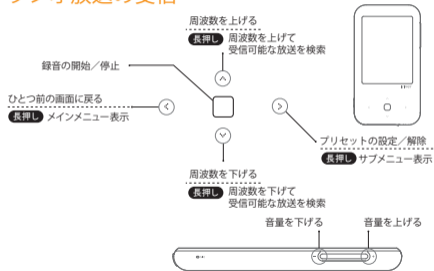 周波数を上げる
長押し 周波数を上げて
受信可能な放送を検索
録音の開始／停止
ひとつ前の画面に戻る
長押し メインメニュー表示
プリセットの設定／解除
長押し サブメニュー表示
周波数を下げる
長押し 周波数を下げて
受信可能な放送を検索
音量を下げる
音量を上げる